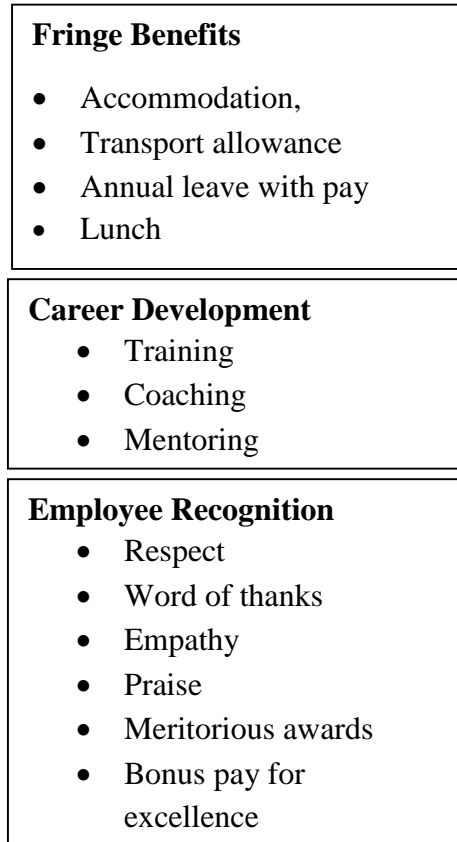 Fringe Benefits
• Accommodation,
• Transport allowance
• Annual leave with pay
• Lunch
Career Development
• Training
• Coaching
• Mentoring
Employee Recognition
• Respect
• Word of thanks
• Empathy
• Praise
• Meritorious awards
• Bonus pay for
excellence